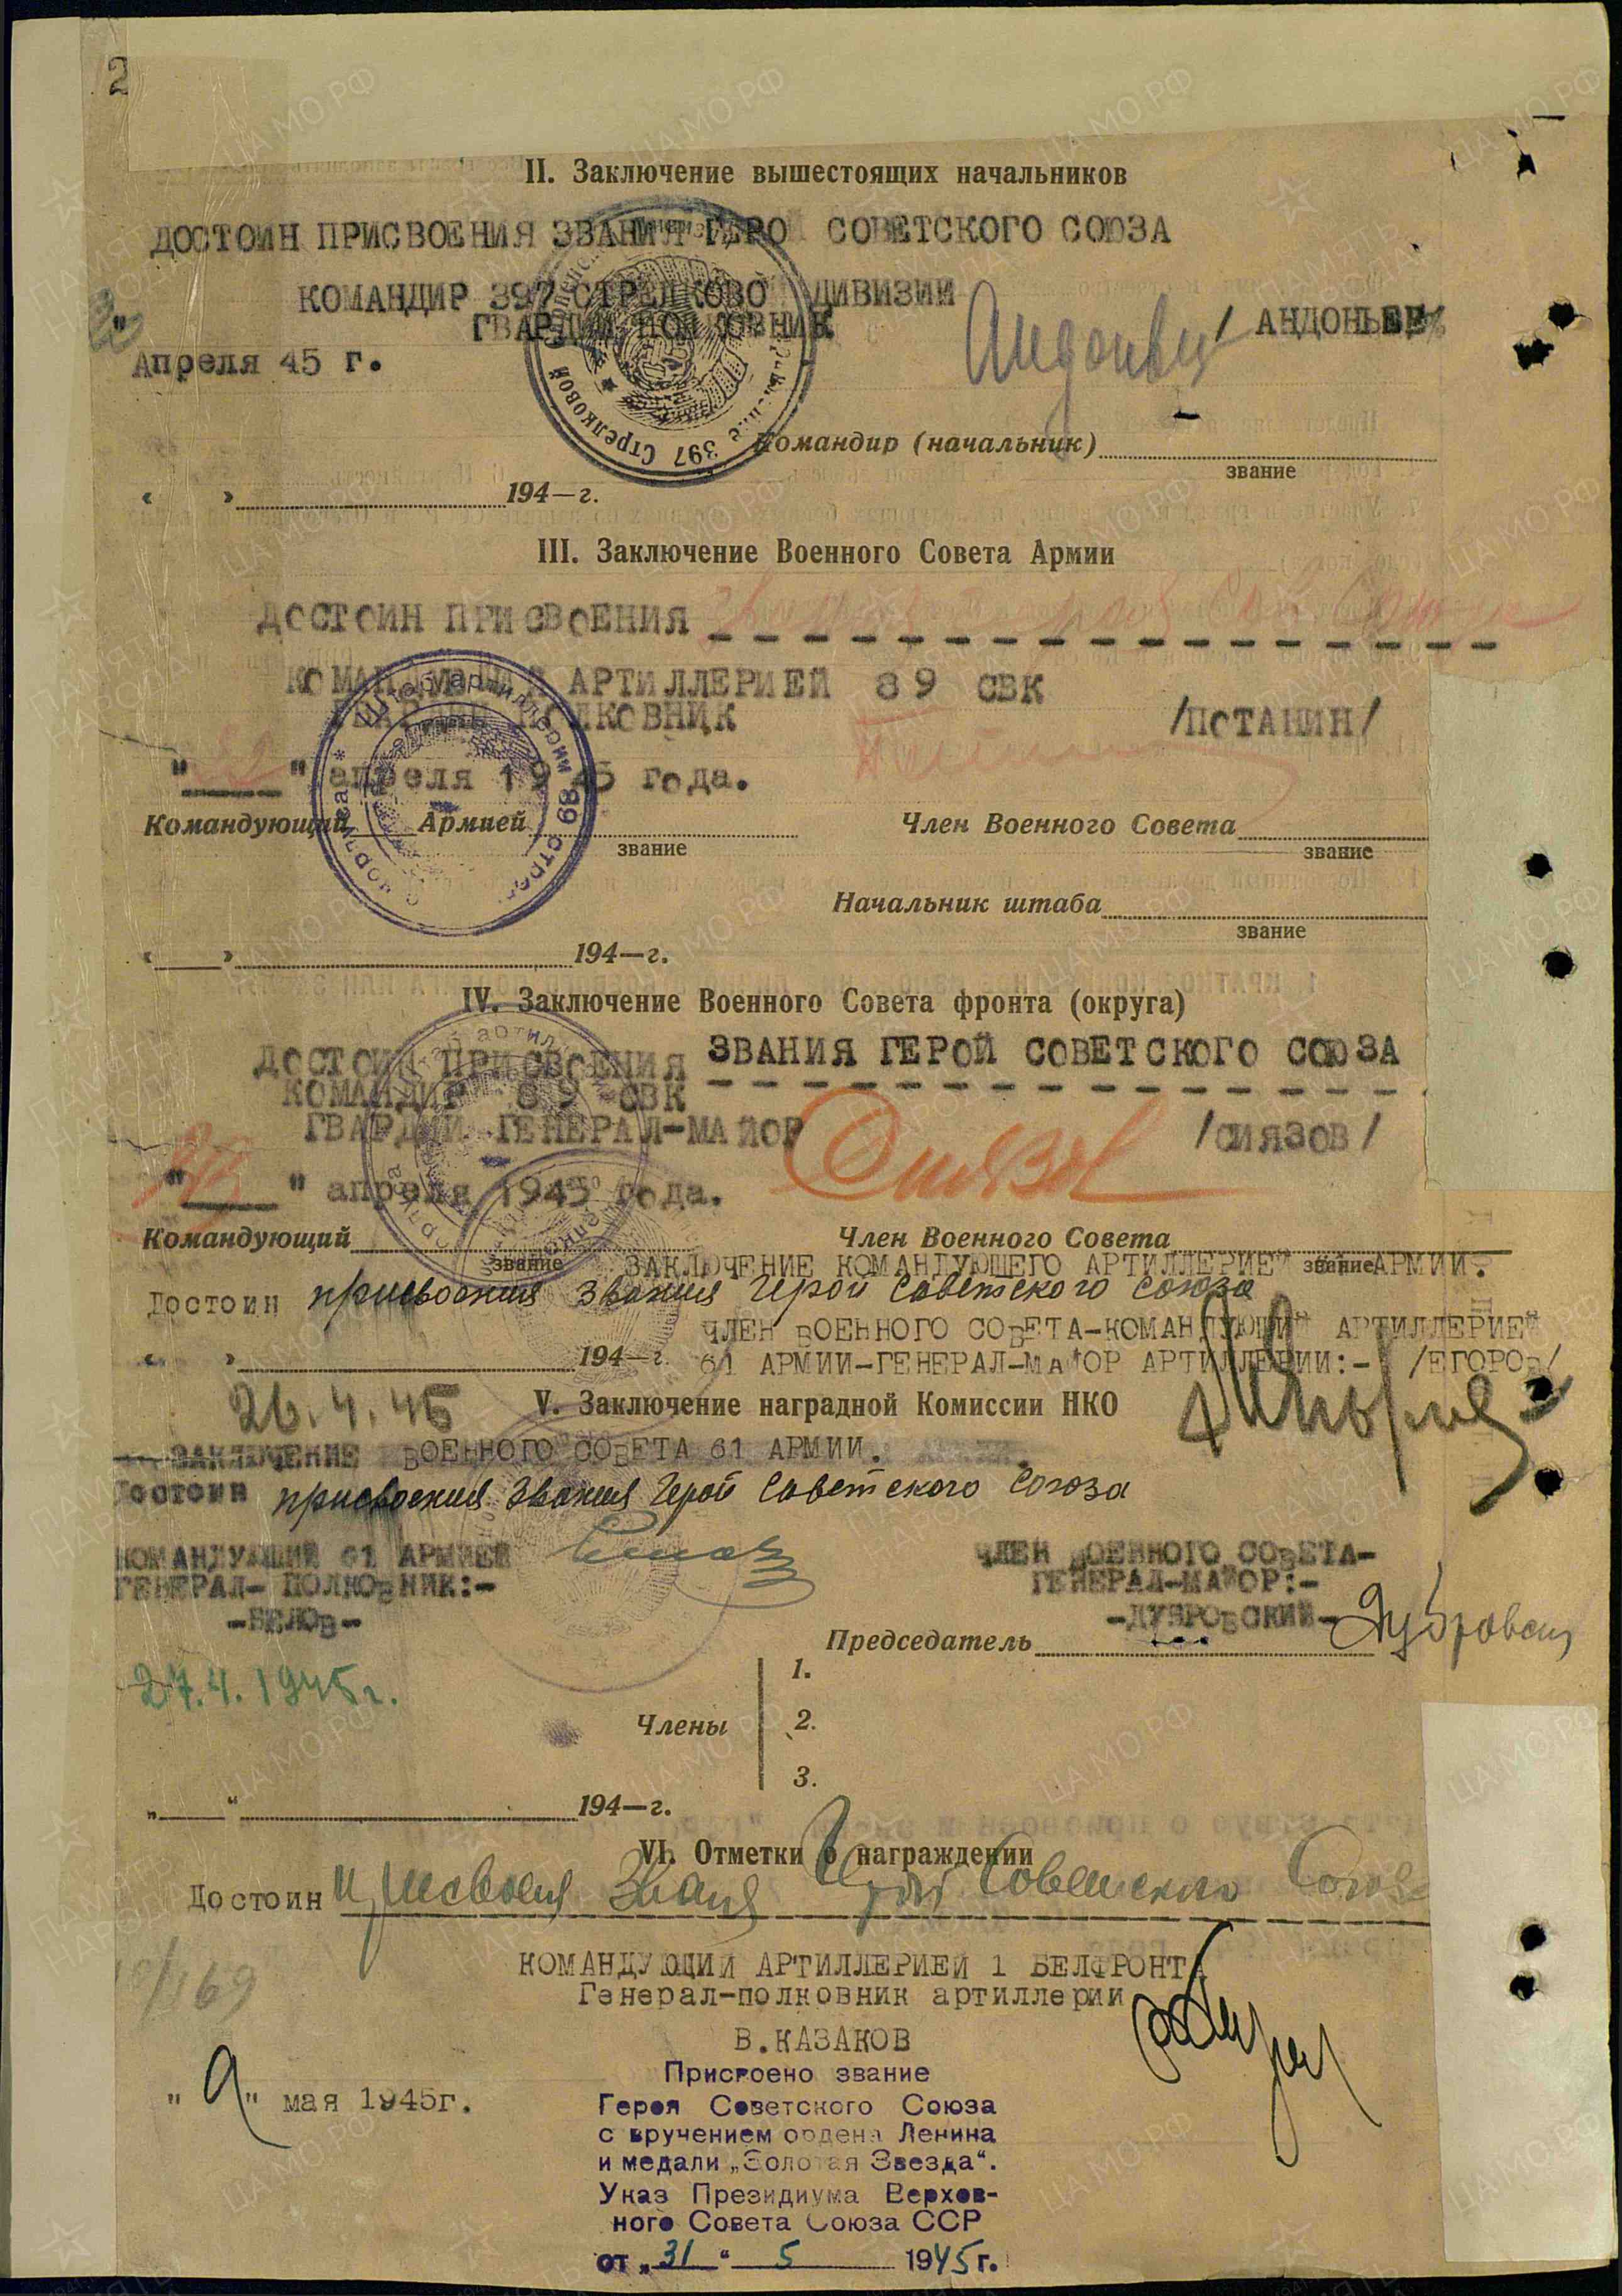 2
II. Заключение вышестоящих начальников
ДОСТОИН ПРИСВОЕНИЯ ЗВАНИЯ ГЕРО СОВЕТСКОГО СОЮЗА
КОМАНДИР 397 СТРЕЛКОВО ДИВИЗИИ
ГВАРДИИ ПОЛКОВНИК / АНДОНЬЕВ/
Апреля 45 г.
Командир (начальник)
звание
« » 194—г.
III. Заключение Военного Совета Армии
ДОСТОИН ПРИСВОЕНИЯ
КОМАНДУЮЩИЙ АРТИЛЛЕРИЕЙ 89 СВК
ГВАРДИИ ПОЛКОВНИК /ПОТАНИН/
" " апреля 1945 года.
Командующий Армией Член Военного Совета
звание звание
Начальник штаба
звание
« » 194—г.
IV. Заключение Военного Совета фронта (округа)
ДОСТОИН ПРИСВОЕНИЯ ЗВАНИЯ ГЕРОЙ СОВЕТСКОГО СОЮЗА
КОМАНДИР 89 СВК
ГВАРДИИ ГЕНЕРАЛ-МАЙОР Сиязов /СИЯЗОВ/
" " апреля 1945 года.
Командующий Член Военного Совета
звание ЗАКЛЮЧЕНИЕ КОМАНДУЮЩЕГО АРТИЛЛЕРИЕЙ звание АРМИИ.
Достоин присвоения звания Герой Советского Союза
ЧЛЕН ВОЕННОГО СОВЕТА-КОМАНДУЮЩИЙ АРТИЛЛЕРИЕЙ
« » 194—г. 61 АРМИИ-ГЕНЕРАЛ-МАЙОР АРТИЛЛЕРИИ:- /ЕГОРОВ/
26.4.45
V. Заключение наградной Комиссии НКО
ЗАКЛЮЧЕНИЕ ВОЕННОГО СОВЕТА 61 АРМИИ.
Достоин присвоения звания Герой Советского Союза
КОМАНДУЮЩИЙ 61 АРМИЕЙ ЧЛЕН ВОЕННОГО СОВЕТА-
ГЕНЕРАЛ- ПОЛКОВНИК:- ГЕНЕРАЛ-МАЙОР:-
-БЕЛОВ- -ДУБРОВСКИЙ-
Председатель
27.4.1945г.
1.
Члены 2.
3.
„ “ 194—г.
VI. Отметки о награждении
Достоин присвоения звания Герой Советского Союза
КОМАНДУЮЩИЙ АРТИЛЛЕРИЕЙ 1 БЕЛФРОНТА
Генерал-полковник артиллерии
В.КАЗАКОВ
"9" мая 1945г.
Присвоено звание
Героя Советского Союза
с вручением ордена Ленина
и медали „Золотая Звезда“.
Указ Президиума Верхов-
ного Совета Союза ССР
от „31“ 5 1945 г.